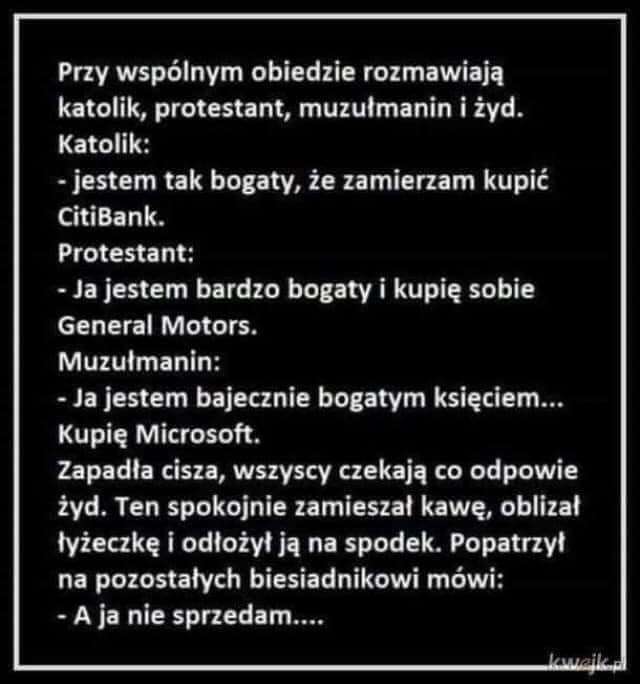 Przy wspólnym obiedzie rozmawiają
katolik, protestant, muzułmanin i żyd.
Katolik:
- jestem tak bogaty, że zamierzam kupić
CitiBank.
Protestant:
- Ja jestem bardzo bogaty i kupię sobie
General Motors.
Muzułmanin:
- Ja jestem bajecznie bogatym księciem...
Kupię Microsoft.
Zapadła cisza, wszyscy czekają co odpowie
żyd. Ten spokojnie zamieszał kawę, oblizał
łyżeczkę i odłożył ją na spodek. Popatrzył
na pozostałych biesiadnikowi mówi:
- A ja nie sprzedam....
kwejk.pl